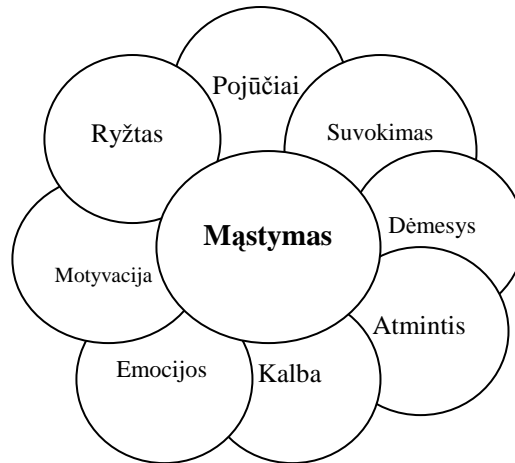 Pojūčiai
Ryžtas
Suvokimas
Mąstymas
Dėmesys
Motyvacija
Atmintis
Emocijos
Kalba